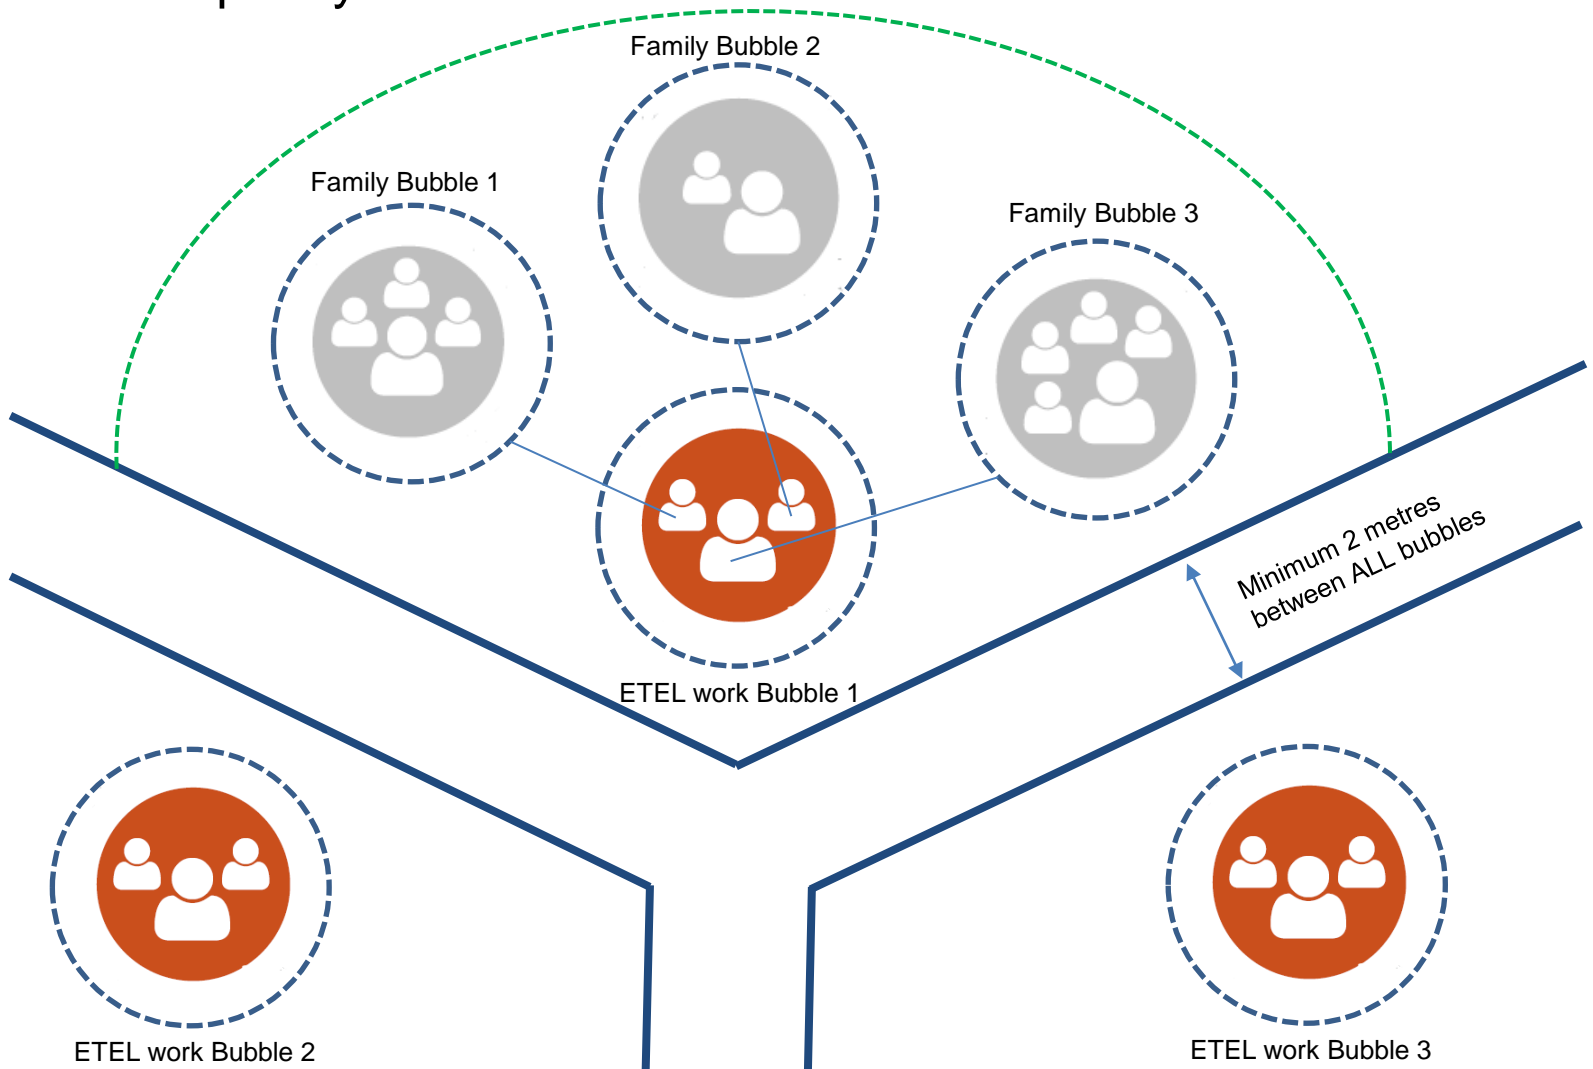 Family Bubble 2
Family Bubble 1
Family Bubble 3
Minimum 2 metres
between ALL bubbles
ETEL work Bubble 1
ETEL work Bubble 2
ETEL work Bubble 3